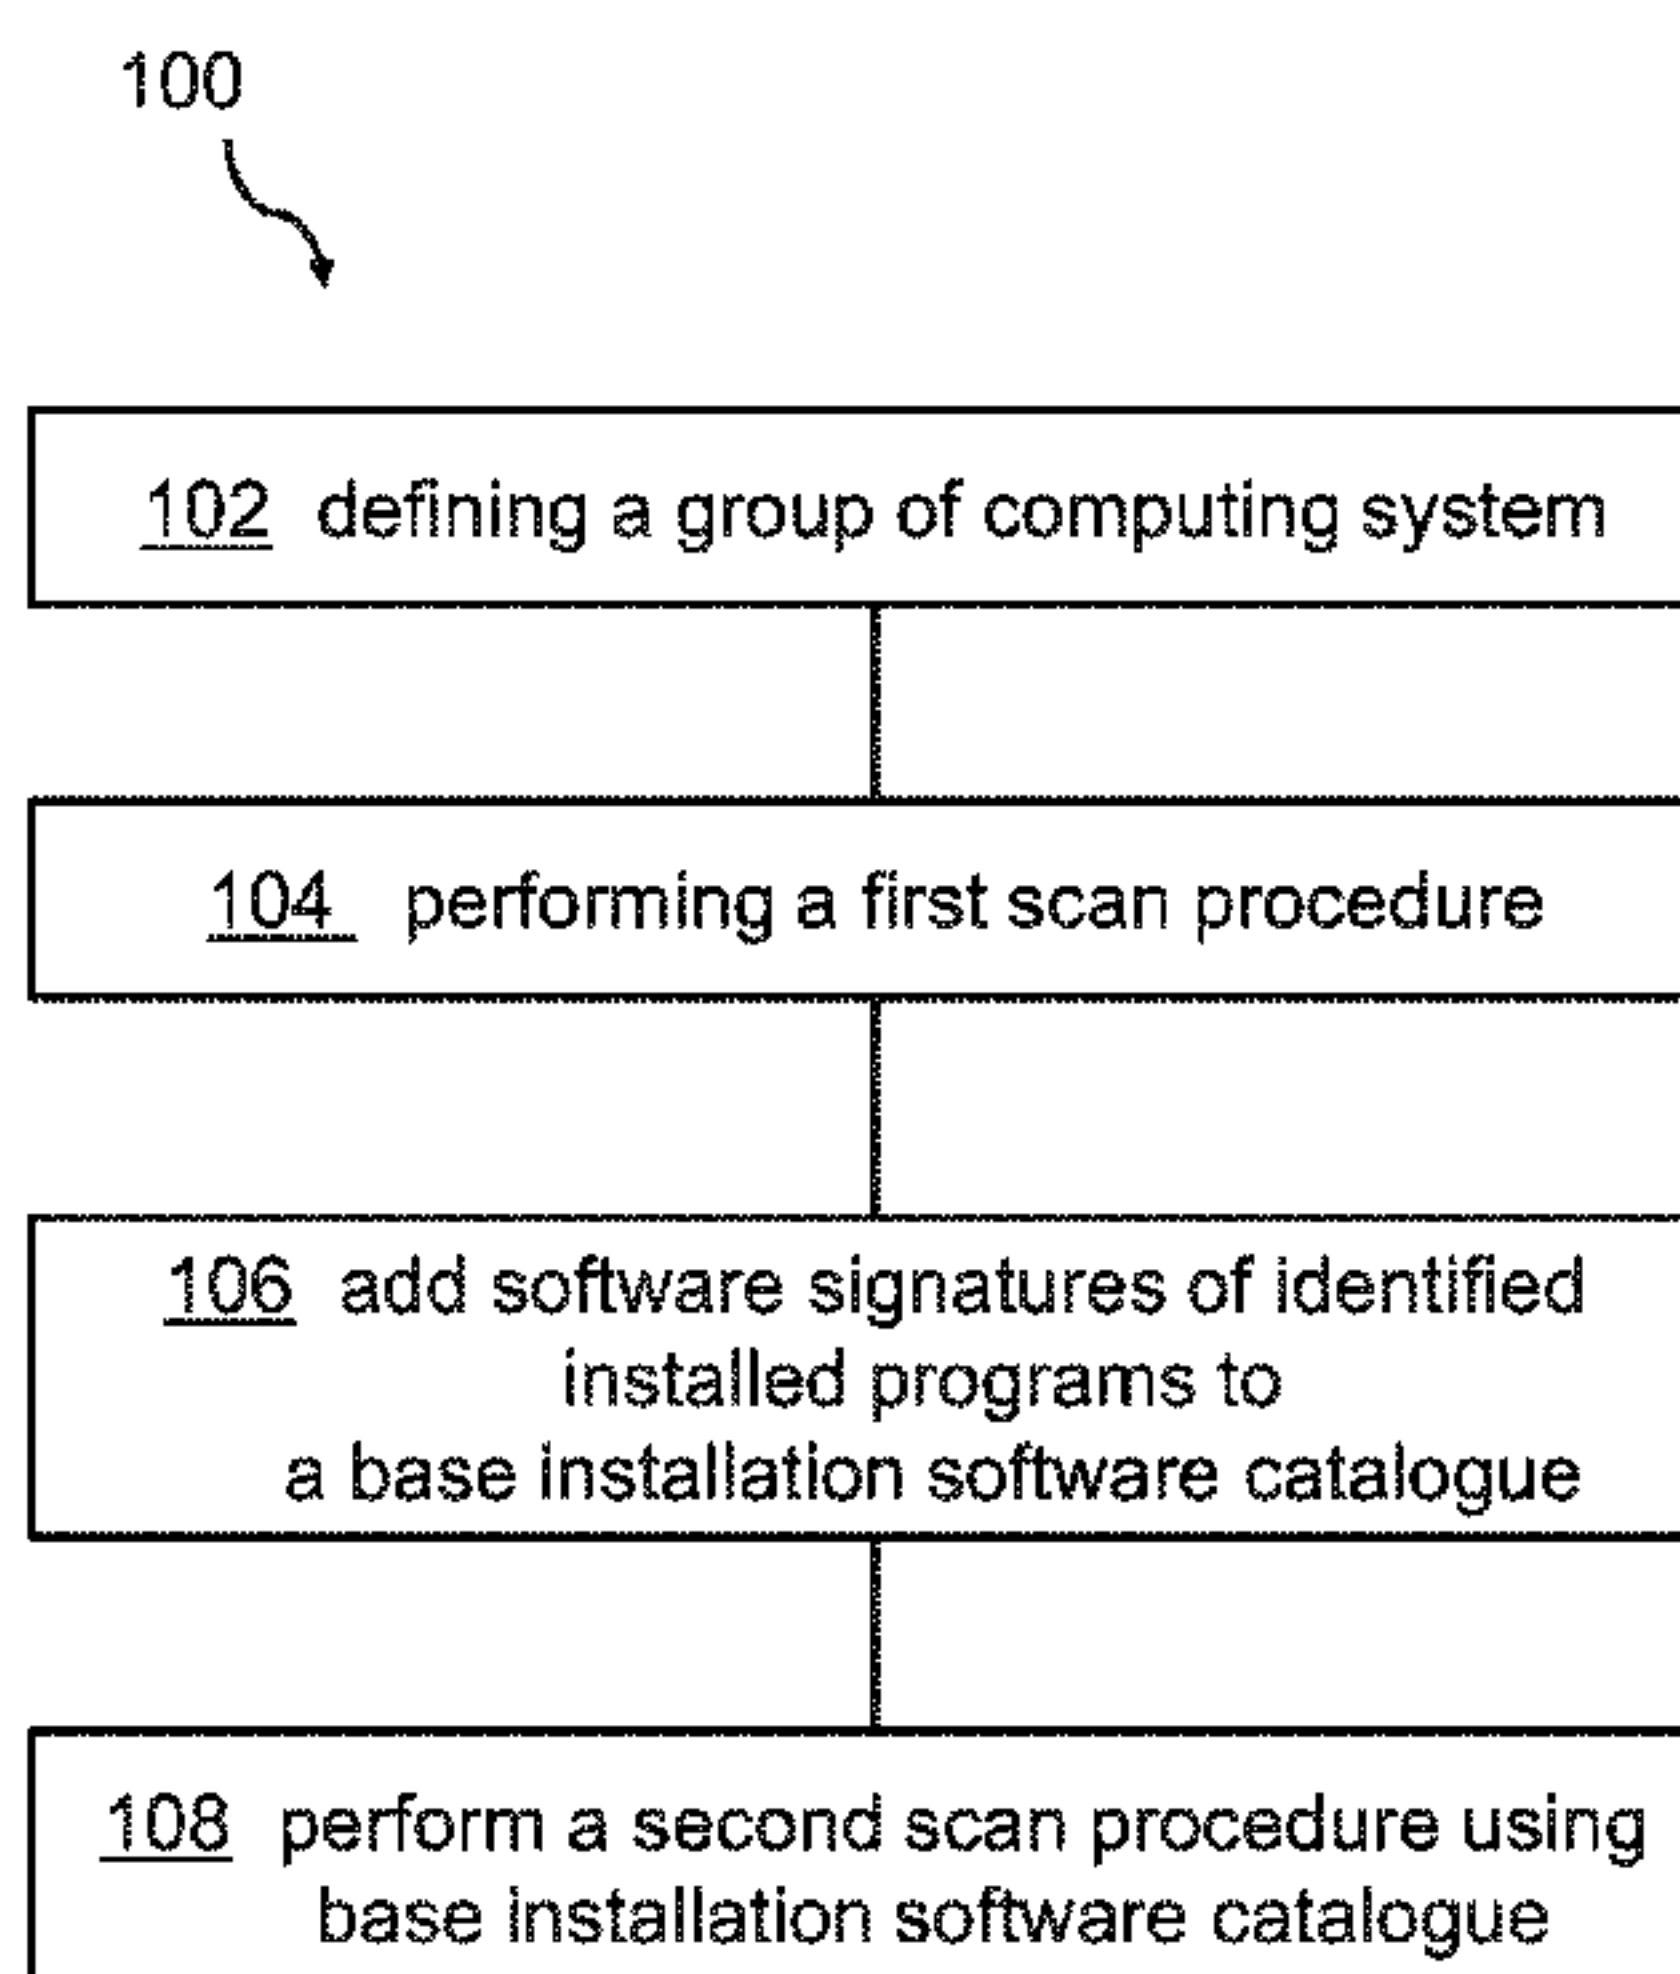 100
102 defining a group of computing system
104 performing a first scan procedure
106 add software signatures of identified
installed programs to
a base installation software catalogue
108 perform a second scan procedure using
base installation software catalogue